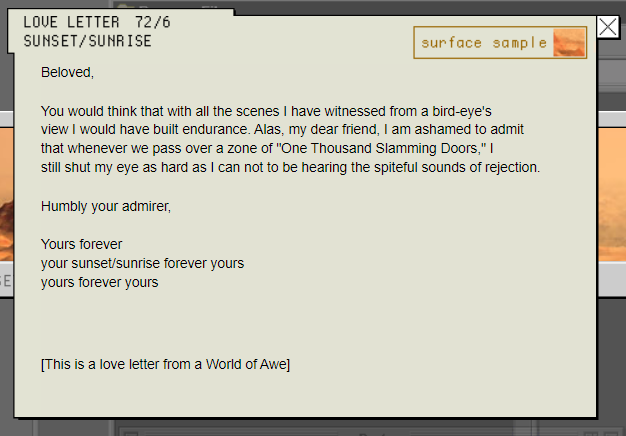 LOVE LETTER 72/6
SUNSET/SUNRISE
surface sample
Beloved,
You would think that with all the scenes I have witnessed from a bird-eye's
view I would have built endurance. Alas, my dear friend, I am ashamed to admit
that whenever we pass over a zone of "One Thousand Slamming Doors," I
still shut my eye as hard as I can not to be hearing the spiteful sounds of rejection.
Humbly your admirer,
Yours forever
your sunset/sunrise forever yours
yours forever yours
[This is a love letter from a World of Awe]